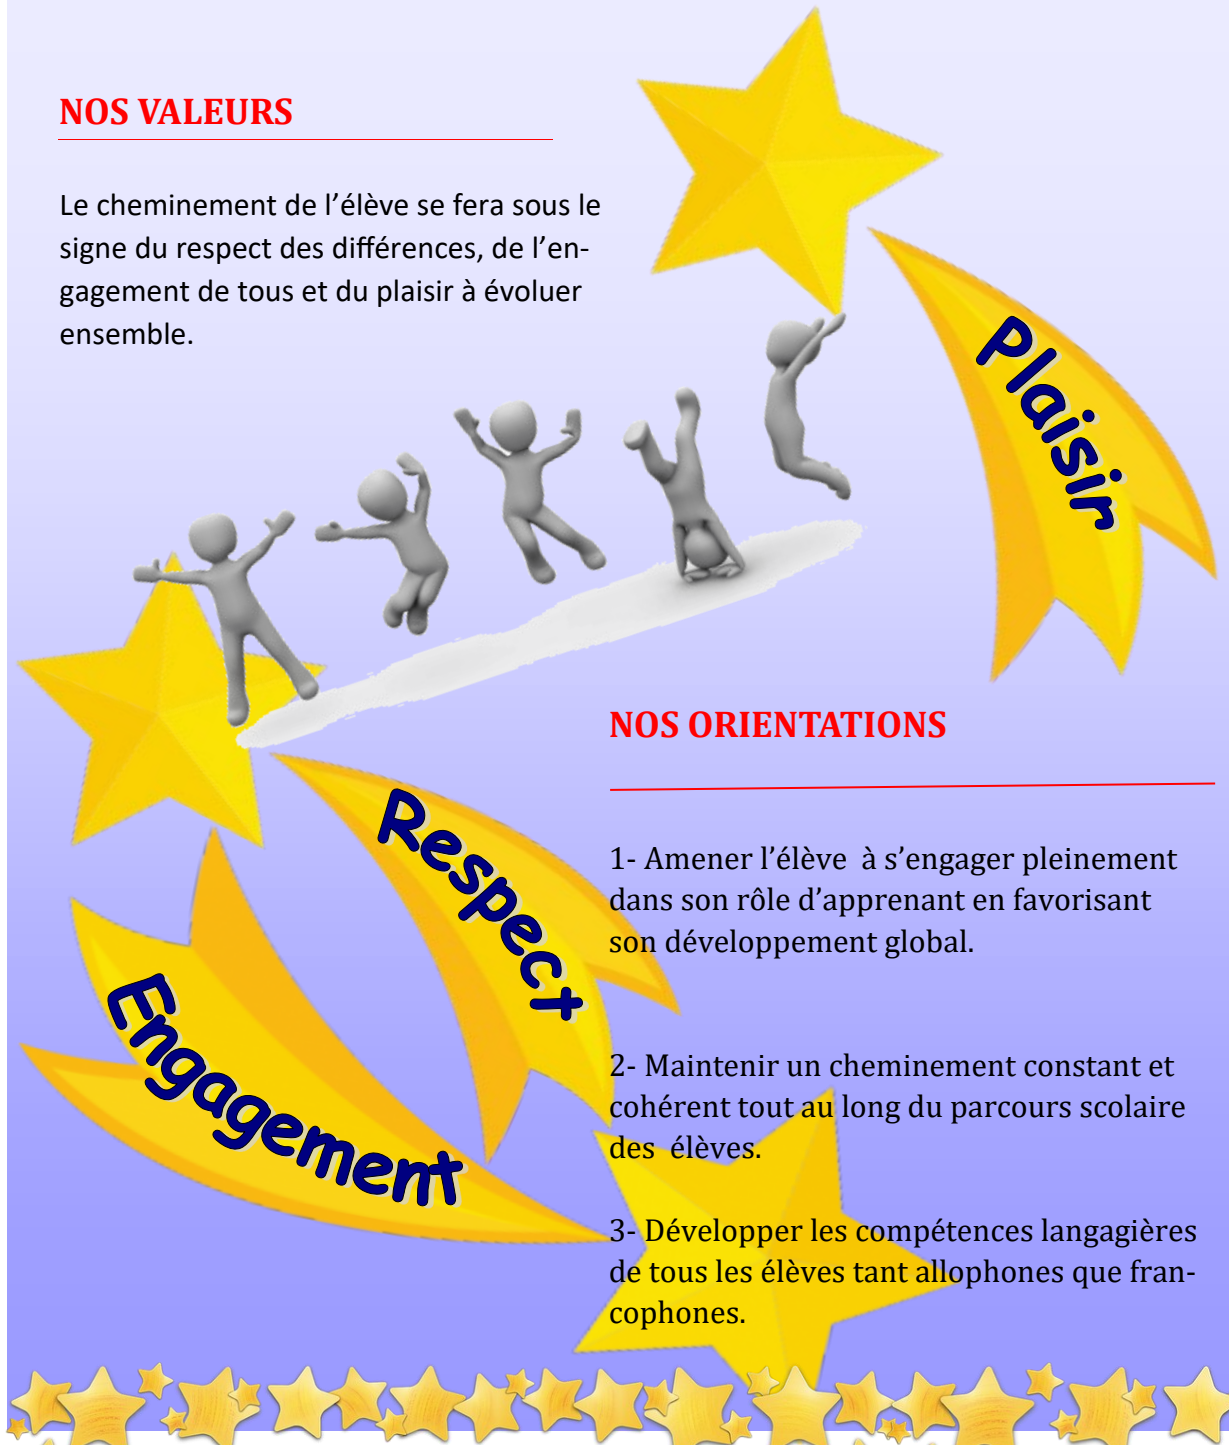 NOS VALEURS
Le cheminement de l’élève se fera sous le
signe du respect des différences, de l’en-
gagement de tous et du plaisir à évoluer
ensemble.
Plaisir
NOS ORIENTATIONS
Respect
Engagement
1- Amener l’élève  à s’engager pleinement
dans son rôle d’apprenant en favorisant
son développement global.
2- Maintenir un cheminement constant et
cohérent tout au long du parcours scolaire
des  élèves.
3- Développer les compétences langagières
de tous les élèves tant allophones que fran-
cophones.